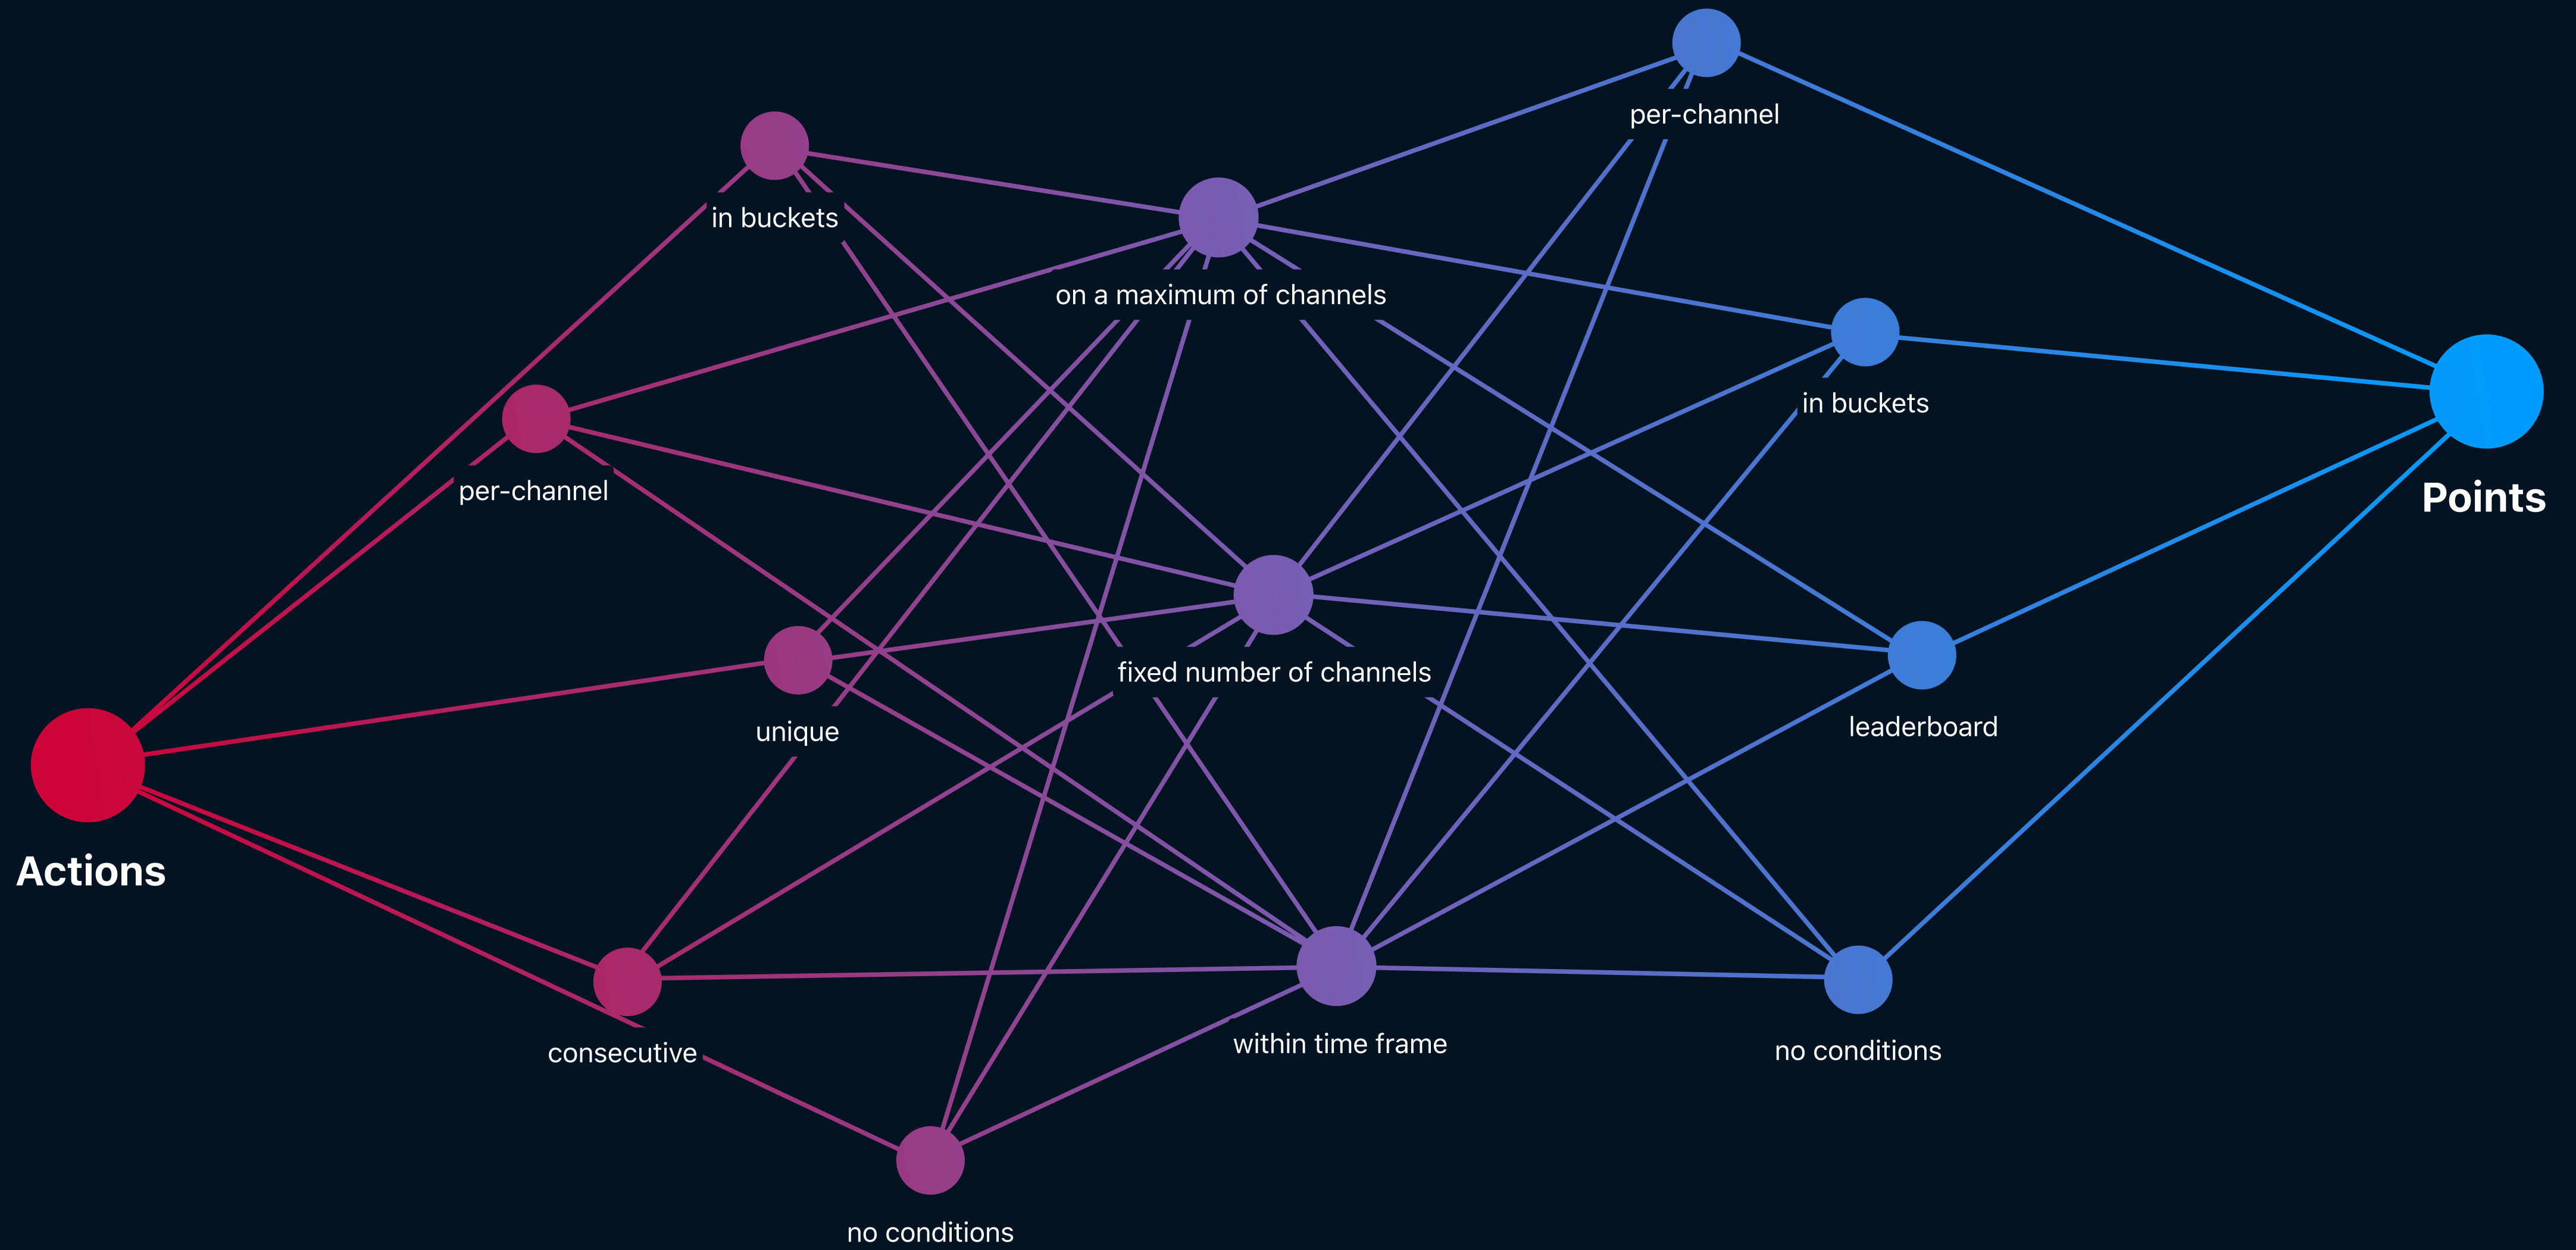 per-channel
in buckets
on a maximum of channels
in buckets
per-channel
Points
fixed number of channels
leaderboard
unique
Actions
within time frame
no conditions
consecutive
no conditions